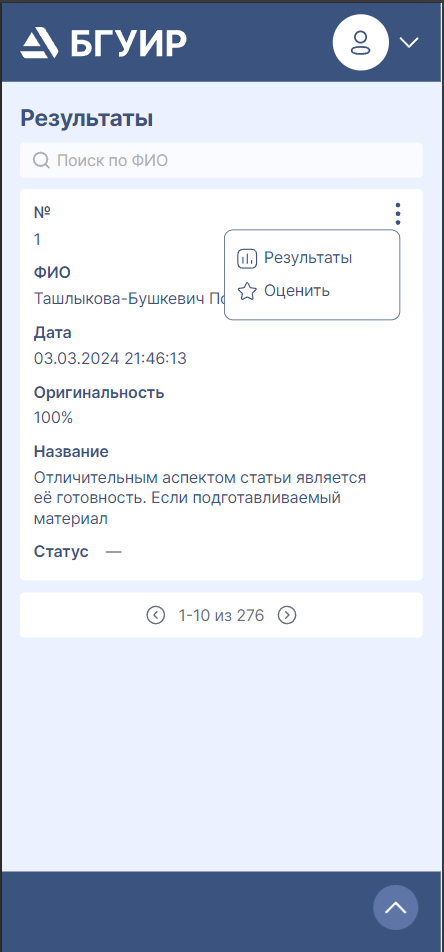 БГУИР
Результаты
Поиск по ФИО
№
1
Результаты
Оценить
ФИО
Ташлыкова-Бушкевич
Дата
03.03.2024 21:46:13
Оригинальность
100%
Название
Отличительным аспектом статьи является
её готовность. Если подготавливаемый
материал
Статус —
1-10 из 276